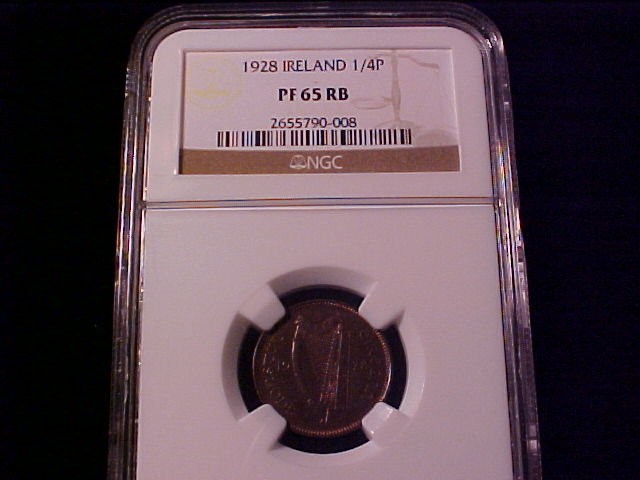 1928 IRELAND 1/4P
PF 65 RB
2655790-008
NGC